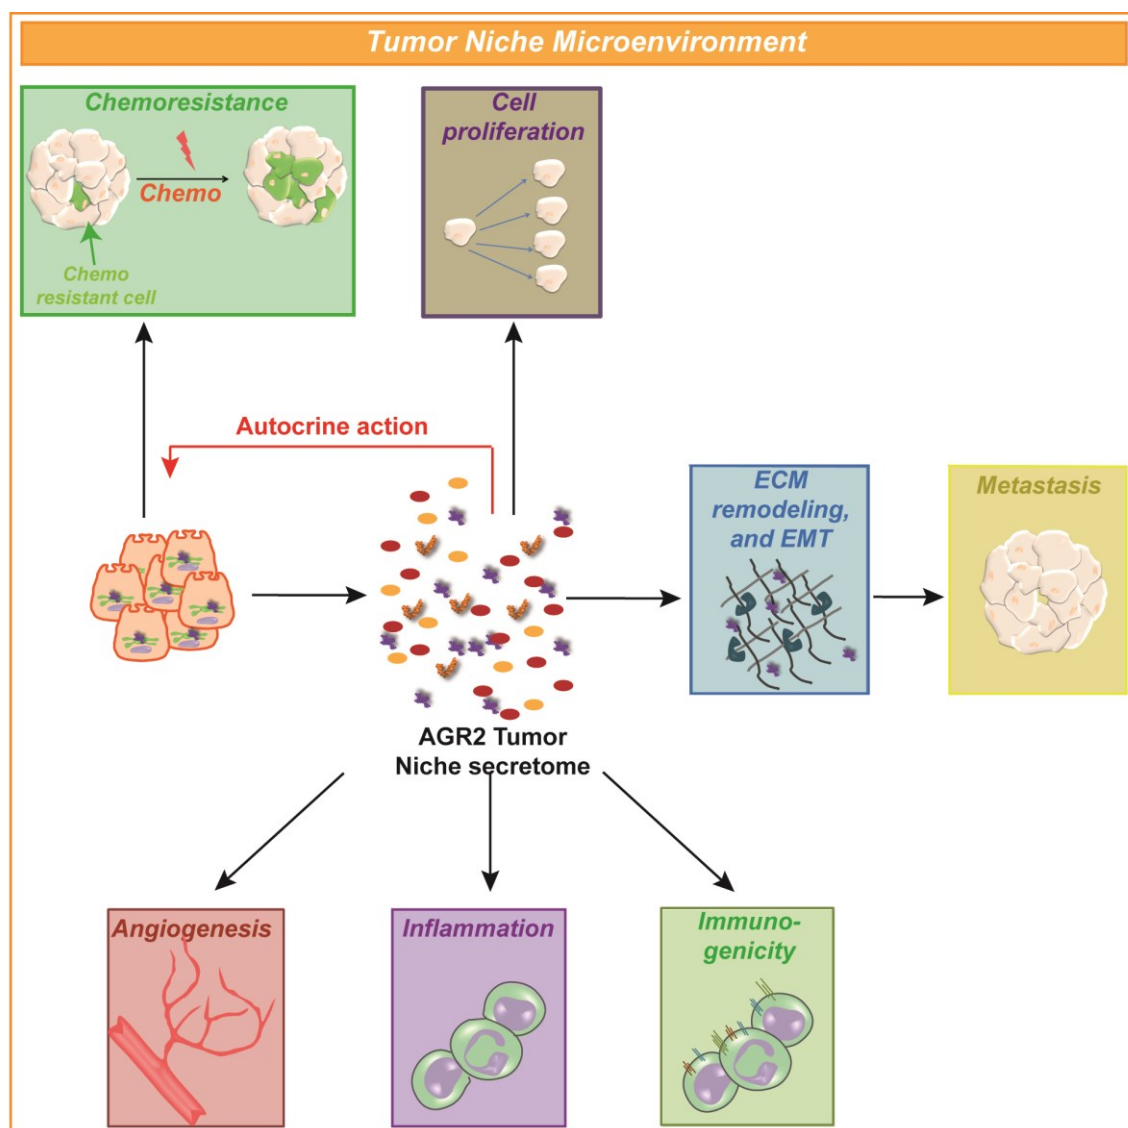 Tumor Niche Microenvironment
Chemoresistance
Chemo
Chemo
resistant cell
Cell
proliferation
Autocrine action
ECM
remodeling,
and EMT
Metastasis
AGR2 Tumor
Niche secretome
Angiogenesis
Inflammation
Immuno-
genicity